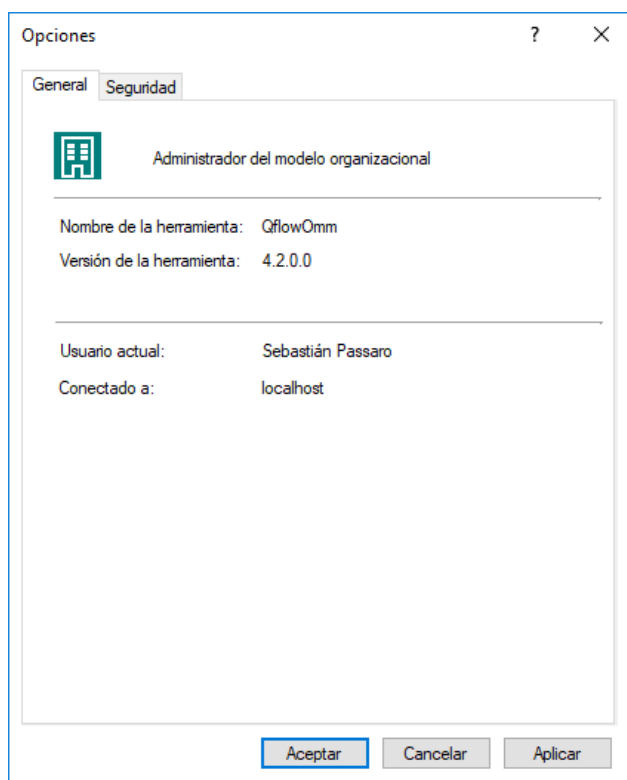 Opciones
General Seguridad
Administrador del modelo organizacional
Nombre de la herramienta: QflowOmm
Versión de la herramienta: 4.2.0.0
Usuario actual: Sebastián Passaro
Conectado a: localhost
Aceptar Cancelar Aplicar